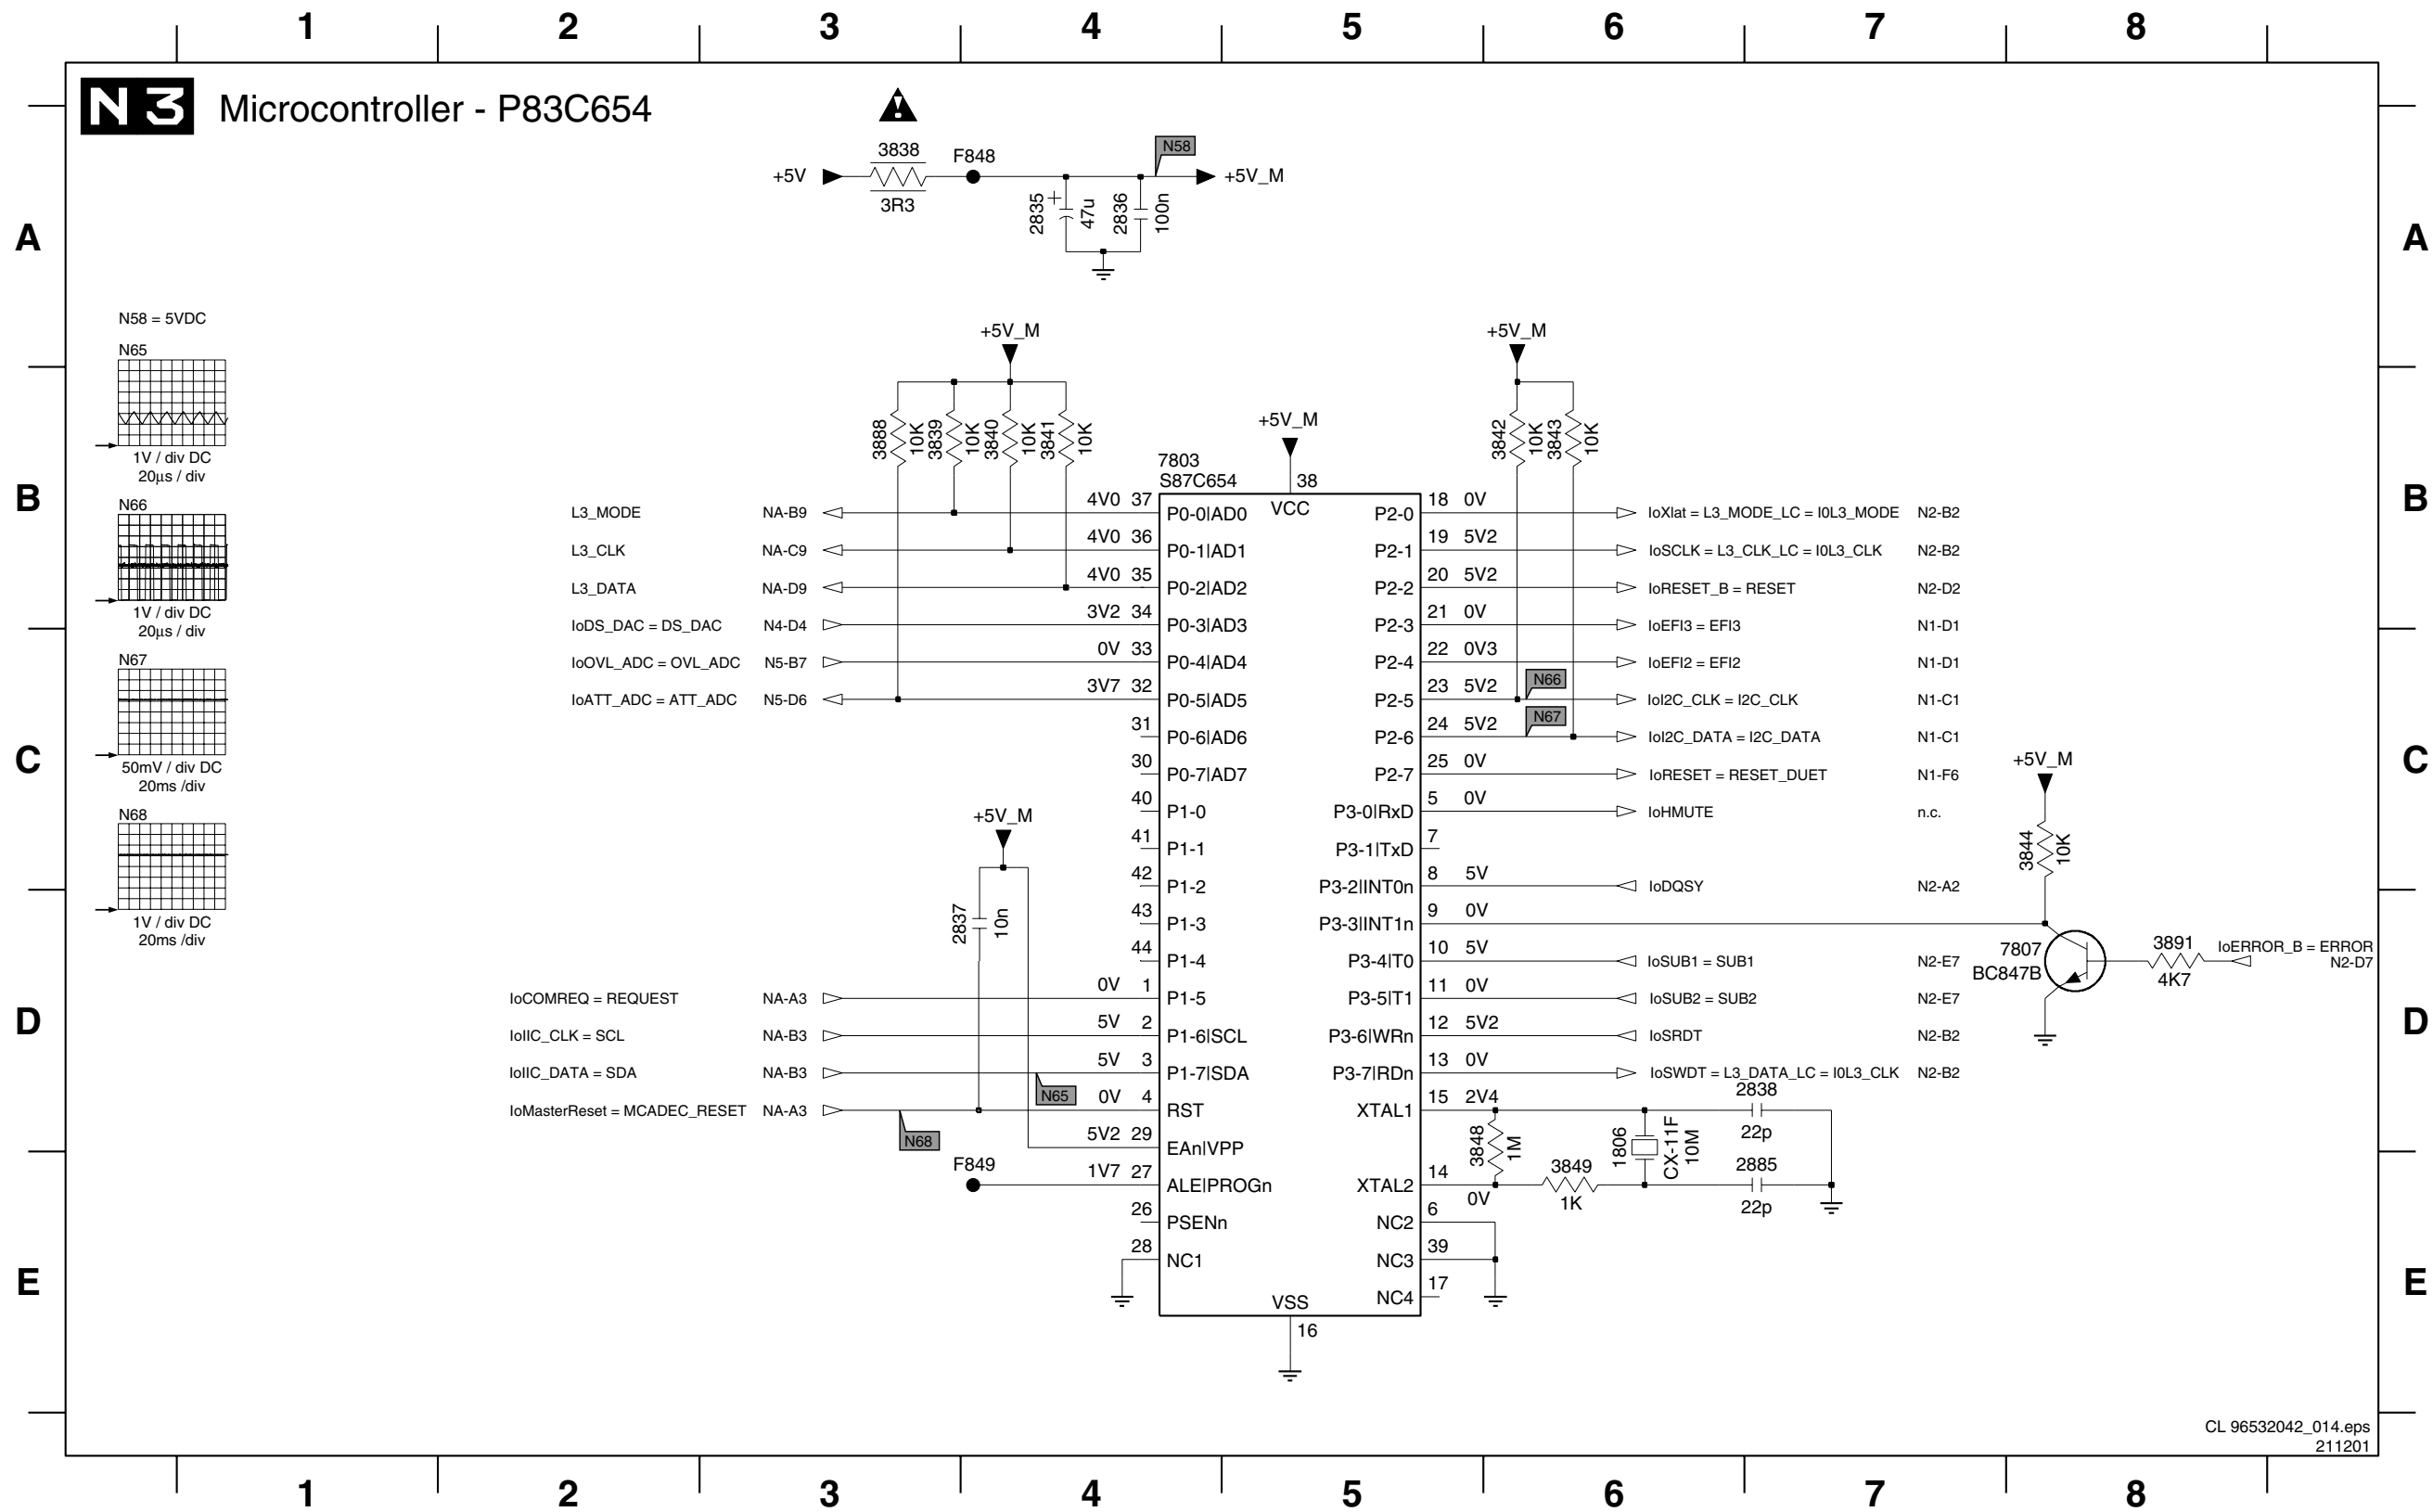 1 2 3 4 5 6 7 8
N 3 Microcontroller - P83C654
+5V 3838 3R3 F848 N58 +5V_M
2835 + 47u 2836 100n
A A
N58 = 5VDC
N65
1V / div DC
20µs / div
N66
1V / div DC
20µs / div
N67
50mV / div DC
20ms /div
N68
1V / div DC
20ms /div
+5V_M
3888 10K 3839 10K 3840 10K 3841 10K
+5V_M
3842 10K 3843 10K
+5V_M
7803
S87C654 38
VCC
B B
L3_MODE NA-B9 4V0 37 P0-0|AD0
L3_CLK NA-C9 4V0 36 P0-1|AD1
L3_DATA NA-D9 4V0 35 P0-2|AD2
IoDS_DAC = DS_DAC N4-D4 3V2 34 P0-3|AD3
IoOVL_ADC = OVL_ADC N5-B7 0V 33 P0-4|AD4
IoATT_ADC = ATT_ADC N5-D6 3V7 32 P0-5|AD5
31 P0-6|AD6
30 P0-7|AD7
40 P1-0
41 P1-1
42 P1-2
43 P1-3
44 P1-4
C C
+5V_M
2837 10n
IoCOMREQ = REQUEST NA-A3 0V 1 P1-5
IoIIC_CLK = SCL NA-B3 5V 2 P1-6|SCL
IoIIC_DATA = SDA NA-B3 5V 3 P1-7|SDA
N65
IoMasterReset = MCADEC_RESET NA-A3 0V 4 RST
N68
5V2 29 EAn|VPP
F849 1V7 27 ALE|PROGn
26 PSENn
28 NC1
D D
P2-0 18 0V IoXlat = L3_MODE_LC = I0L3_MODE N2-B2
P2-1 19 5V2 IoSCLK = L3_CLK_LC = I0L3_CLK N2-B2
P2-2 20 5V2 IoRESET_B = RESET N2-D2
P2-3 21 0V IoEFI3 = EFI3 N1-D1
P2-4 22 0V3 IoEFI2 = EFI2 N1-D1
P2-5 23 5V2 N66 IoI2C_CLK = I2C_CLK N1-C1
P2-6 24 5V2 N67 IoI2C_DATA = I2C_DATA N1-C1
P2-7 25 0V IoRESET = RESET_DUET N1-F6
P3-0|RxD 5 0V IoHMUTE n.c.
P3-1|TxD 7
P3-2|INT0n 8 5V IoDQSY N2-A2
P3-3|INT1n 9 0V
P3-4|T0 10 5V IoSUB1 = SUB1 N2-E7
P3-5|T1 11 0V IoSUB2 = SUB2 N2-E7
P3-6|WRn 12 5V2 IoSRDT N2-B2
P3-7|RDn 13 0V IoSWDT = L3_DATA_LC = I0L3_CLK N2-B2
XTAL1 15 2V4
XTAL2 14 0V
NC2 6
NC3 39
NC4 17
3848 1M 3849 1K 1806 CX-11F 10M
2838 22p
2885 22p
+5V_M
3844 10K
7807
BC847B
3891
4K7
IoERROR_B = ERROR
N2-D7
E E
VSS
16
CL 96532042_014.eps
211201
1 2 3 4 5 6 7 8